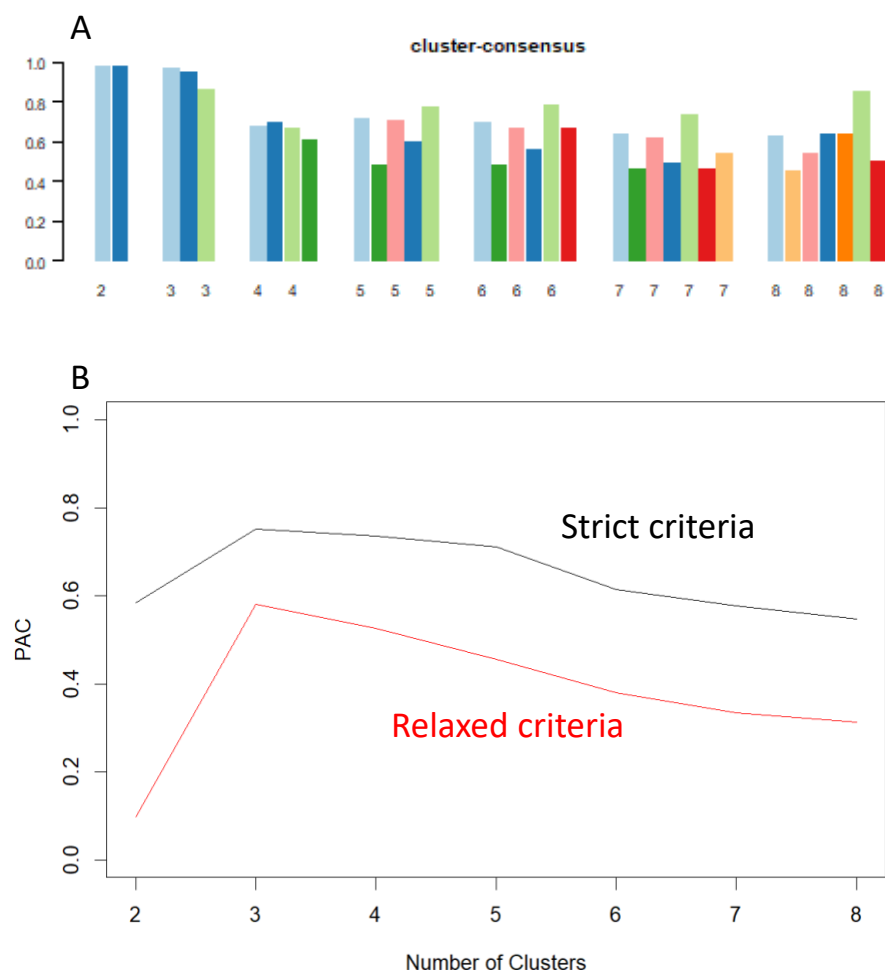 A
cluster-consensus
1.0
0.8
0.6
0.4
0.2
0.0
2 3 3 4 4 5 5 5 6 6 6 7 7 7 7 8 8 8 8
B
1.0
0.8
0.6
0.4
0.2
0.0
PAC
Strict criteria
Relaxed criteria
2 3 4 5 6 7 8
Number of Clusters